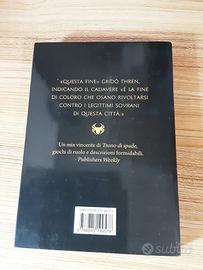 «QUESTA FINE» GRIDÒ THREN,
INDICANDO IL CADAVERE «È LA FINE
DI COLORO CHE OSANO RIVOLTARSI
CONTRO I LEGITTIMI SOVRANI
DI QUESTA CITTÀ.»
Un mix vincente di Trono di spade,
giochi di ruolo e descrizioni formidabili.
- Publishers Weekly
subito